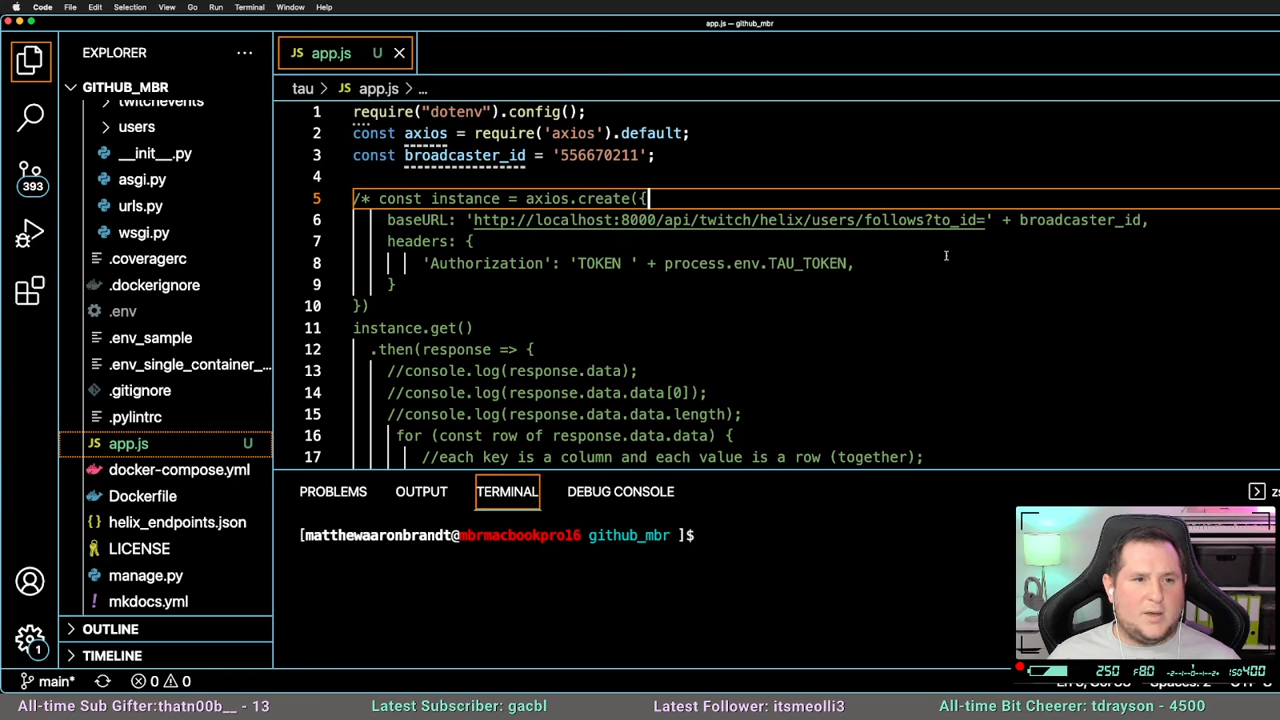 Code File Edit Selection View Go Run Terminal Window Help
app.js — github_mbr
EXPLORER ···
GITHUB_MBR
twitchevents
users
__init__.py
asgi.py
urls.py
wsgi.py
.coveragerc
.dockerignore
.env
.env_sample
.env_single_container_...
.gitignore
.pylintrc
JS app.js U
docker-compose.yml
Dockerfile
helix_endpoints.json
LICENSE
manage.py
! mkdocs.yml
OUTLINE
TIMELINE
393
1
JS app.js U
tau > JS app.js > ...
1 require("dotenv").config();
2 const axios = require('axios').default;
3 const broadcaster_id = '556670211';
4
5 /* const instance = axios.create({
6 baseURL: 'http://localhost:8000/api/twitch/helix/users/follows?to_id=' + broadcaster_id,
7 headers: {
8 'Authorization': 'TOKEN ' + process.env.TAU_TOKEN,
9 }
10 })
11 instance.get()
12 .then(response => {
13 //console.log(response.data);
14 //console.log(response.data.data[0]);
15 //console.log(response.data.data.length);
16 for (const row of response.data.data) {
17 //each key is a column and each value is a row (together);
PROBLEMS OUTPUT TERMINAL DEBUG CONSOLE
[matthewaaronbrandt@mbrmacbookpro16 github_mbr ]$
250 F80 ISO400
main* 0 0
All-time Sub Gifter:thatn00b__ - 13 Latest Subscriber: gacbl Latest Follower: itsmeolli3 All-time Bit Cheerer: tdrayson - 4500